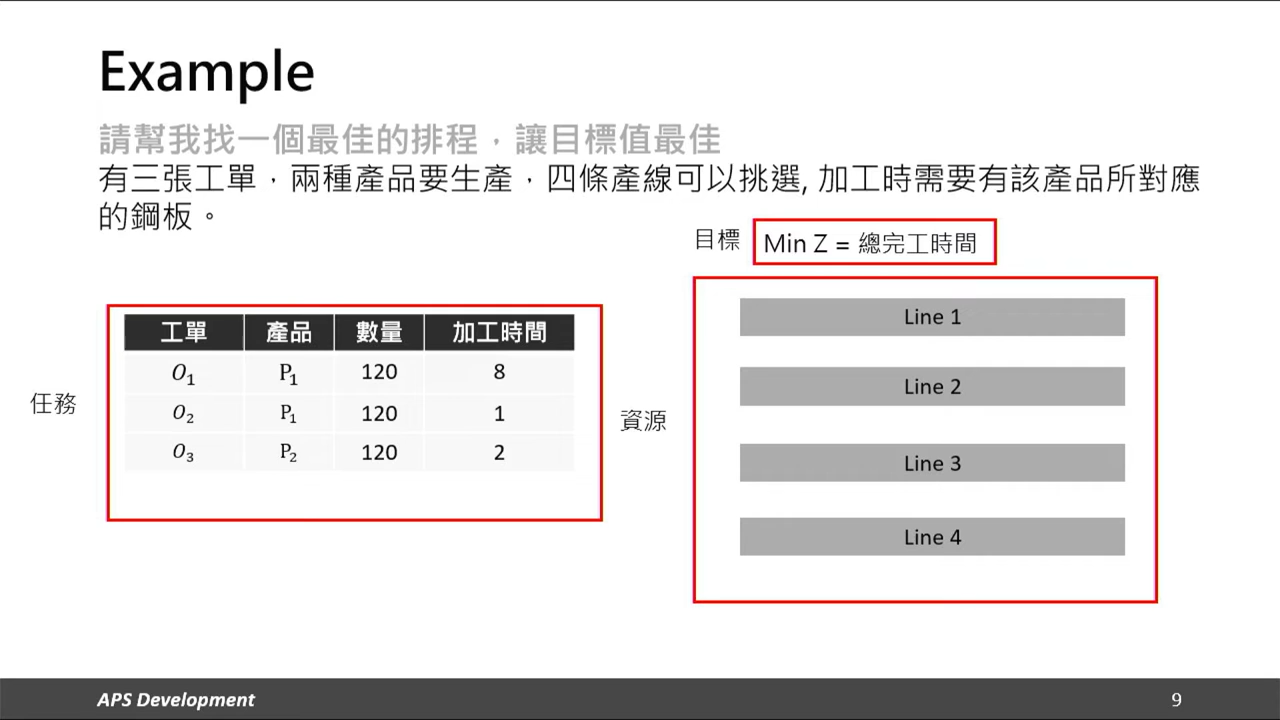 Example
請幫我找一個最佳的排程，讓目標值最佳
有三張工單，兩種產品要生產，四條產線可以挑選, 加工時需要有該產品所對應
的鋼板。
目標 Min Z = 總完工時間
任務
工單 產品 數量 加工時間
O1 P1 120 8
O2 P1 120 1
O3 P2 120 2
資源
Line 1
Line 2
Line 3
Line 4
APS Development 9